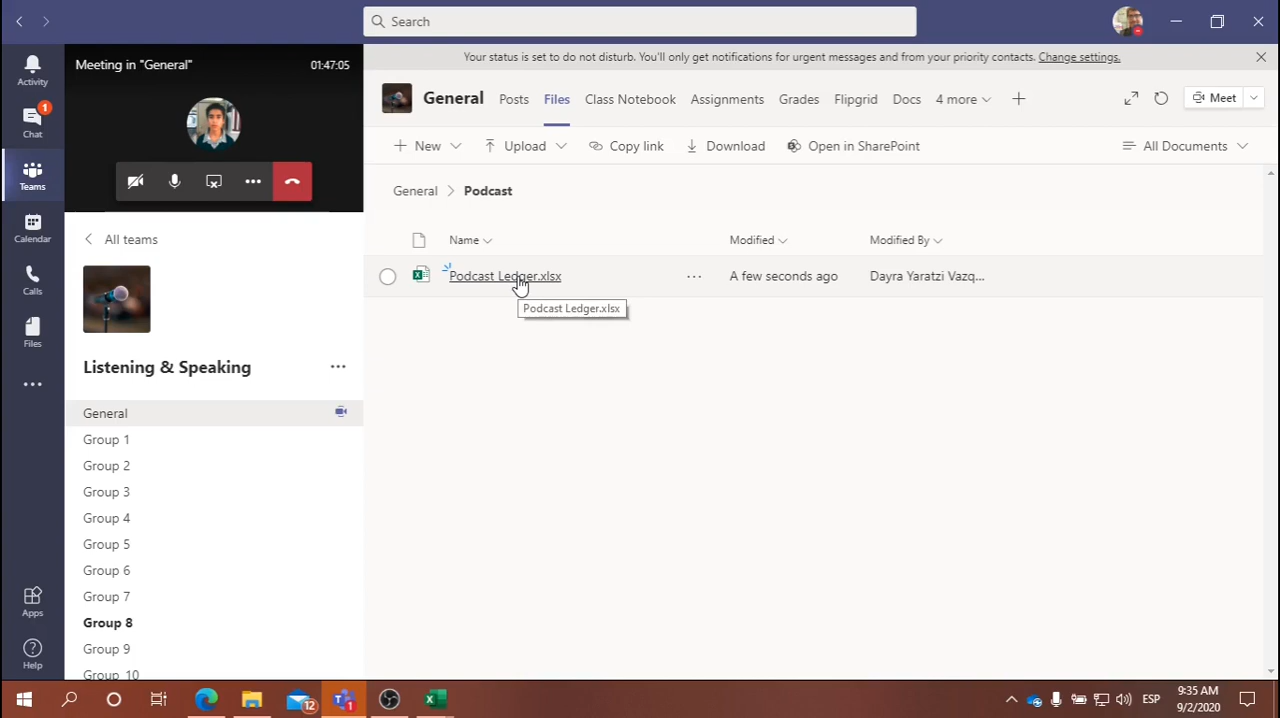 Search
Your status is set to do not disturb. You'll only get notifications for urgent messages and from your priority contacts. Change settings.
Activity
Chat
1
Teams
Calendar
Calls
Files
Apps
Help
Meeting in "General"
01:47:05
All teams
Listening & Speaking
General
Group 1
Group 2
Group 3
Group 4
Group 5
Group 6
Group 7
Group 8
Group 9
Group 10
General Posts Files Class Notebook Assignments Grades Flipgrid Docs 4 more Meet
New Upload Copy link Download Open in SharePoint All Documents
General > Podcast
Name Modified Modified By
Podcast Ledger.xlsx A few seconds ago Dayra Yaratzi Vazq...
Podcast Ledger.xlsx
12
1
ESP
9:35 AM
9/2/2020